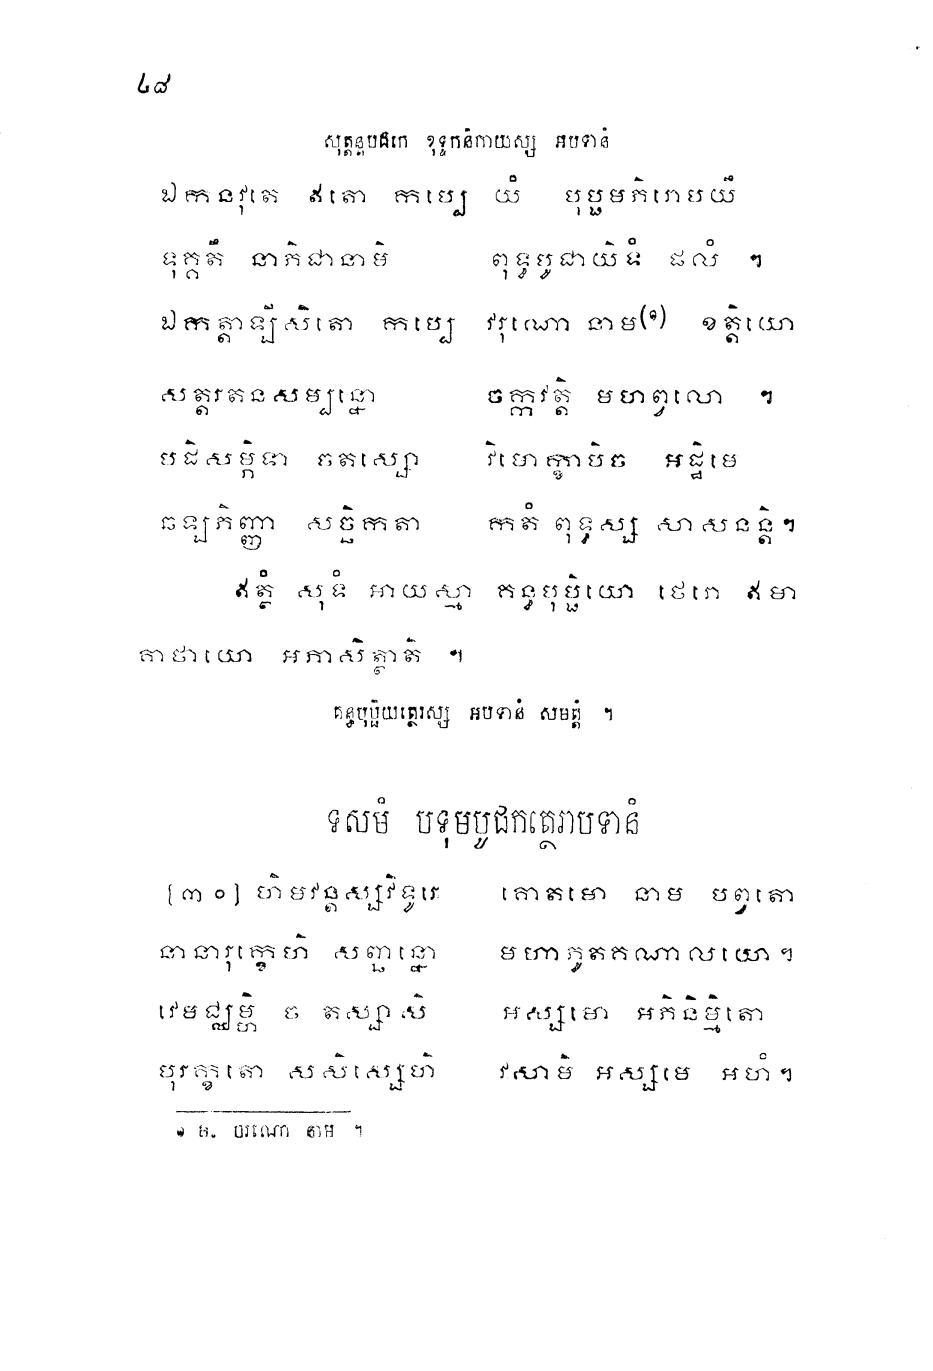 ៤៨
សុត្តន្តបិដកេ ខុទ្ទកនិកាយស្ស អបទានំ
ឯកនវុតេ ឥតោ កប្បេ យំ បុប្ផមភិរោបយឹ
ទុគ្គតឹ នាភិជានាមិ ពុទ្ធបូជាយិទំ ផលំ ។
ឯកត្តាឡីសិតោ កប្បេ វរុណោ នាម(១) ខត្តិយោ
សត្តរតនសម្បន្នោ ចក្កវត្តិ មហព្វលោ ។
បដិសម្ភិទា ចតស្សោ វិមោក្ខាបិច អដ្ឋិមេ
ឆឡភិញ្ញា សច្ឆិកតា កតំ ពុទ្ធស្ស សាសនន្តិ។
ឥត្ថំ សុទំ អាយស្មា គន្ធបុប្ផិយោ ថេរោ ឥមា
គាថាយោ អភាសិត្ថាតិ ។
គន្ធបុប្ផិយត្ថេរស្ស អបទានំ សមត្តំ ។
ទសមំ បទុមបូជកត្ថេរាបទានំ
[៣០] ហិមវន្តស្សវិទូរេ គោតមោ នាម បព្វតោ
នានារុក្ខេហិ សញ្ឆន្នោ មហាភូតគណាលយោ។
វេមជ្ឈម្ហិ ច តស្សាសិ អស្សមោ អភិនិម្មិតោ
បុរក្ខតោ សសិស្សេហិ វសាមិ អស្សមេ អហំ។
១ ឱ. បរណោ នាម ។